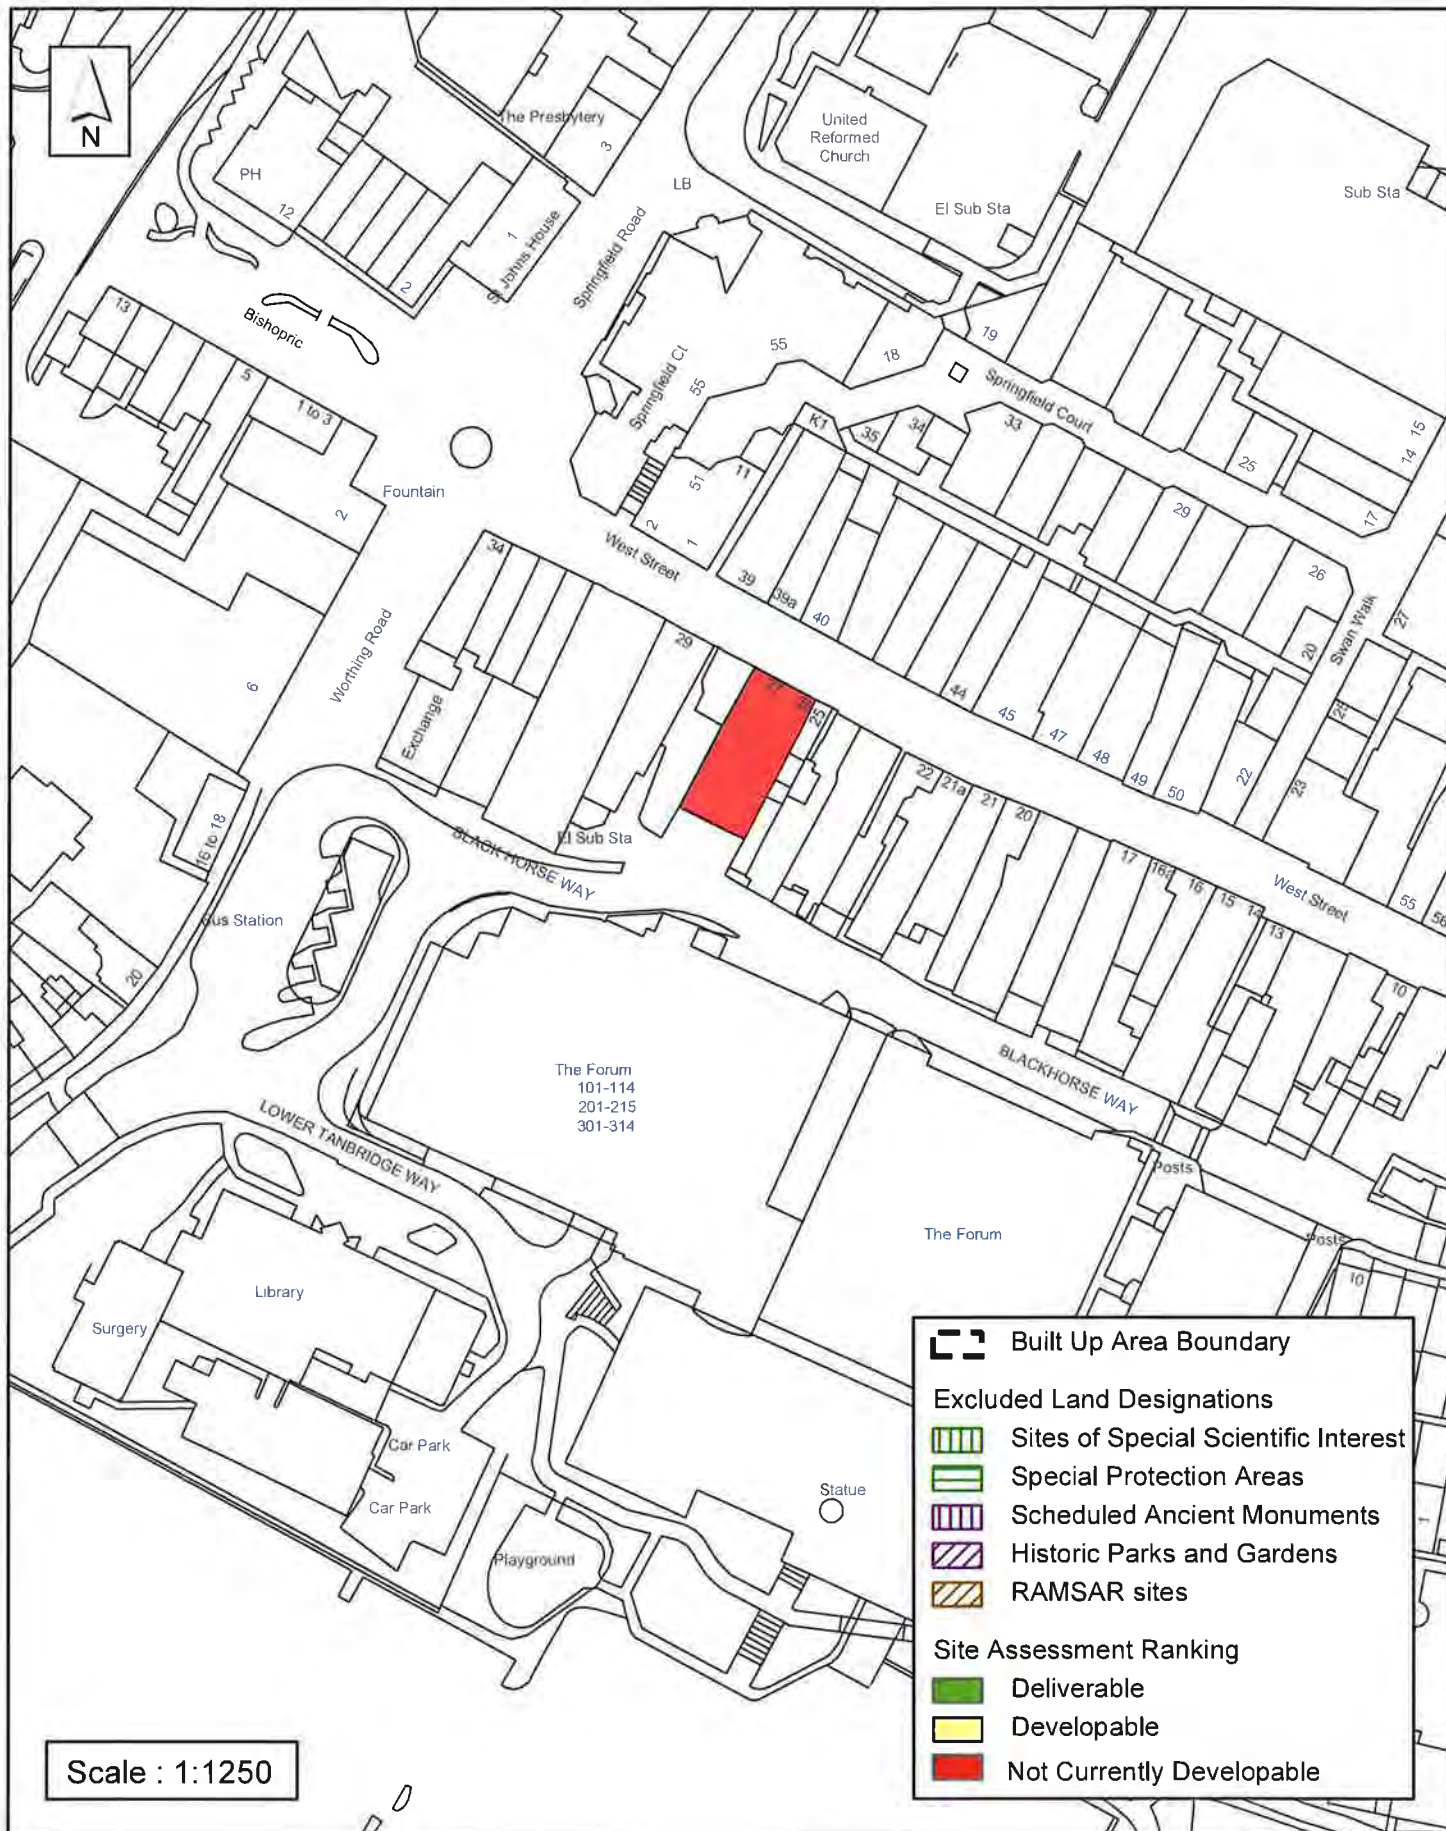 N
The Presbytery
3
United
Reformed
Church
PH
LB
El Sub Sta
Sub Sta
12
1
St Johns House
Springfield Road
2
Bishopric
13
5
1 to 3
19
55
18
Springfield Ct
55
Springfield Court
K1
35
34
33
15
14
25
17
51
11
2
1
Fountain
2
29
26
West Street
34
39
39a
40
Swan Walk
27
20
Worthing Road
6
29
44
45
47
48
49
50
22
23
Exchange
27
25
22
21a
21
20
17
16a
16
15
14
13
West Street
55
56
10
16 to 18
El Sub Sta
BLACK HORSE WAY
Bus Station
20
BLACKHORSE WAY
The Forum
101-114
201-215
301-314
LOWER TANBRIDGE WAY
Posts
The Forum
Posts
10
Library
Surgery
Car Park
Car Park
Statue
Playground
1
Built Up Area Boundary
Excluded Land Designations
Sites of Special Scientific Interest
Special Protection Areas
Scheduled Ancient Monuments
Historic Parks and Gardens
RAMSAR sites
Site Assessment Ranking
Deliverable
Developable
Not Currently Developable
Scale : 1:1250